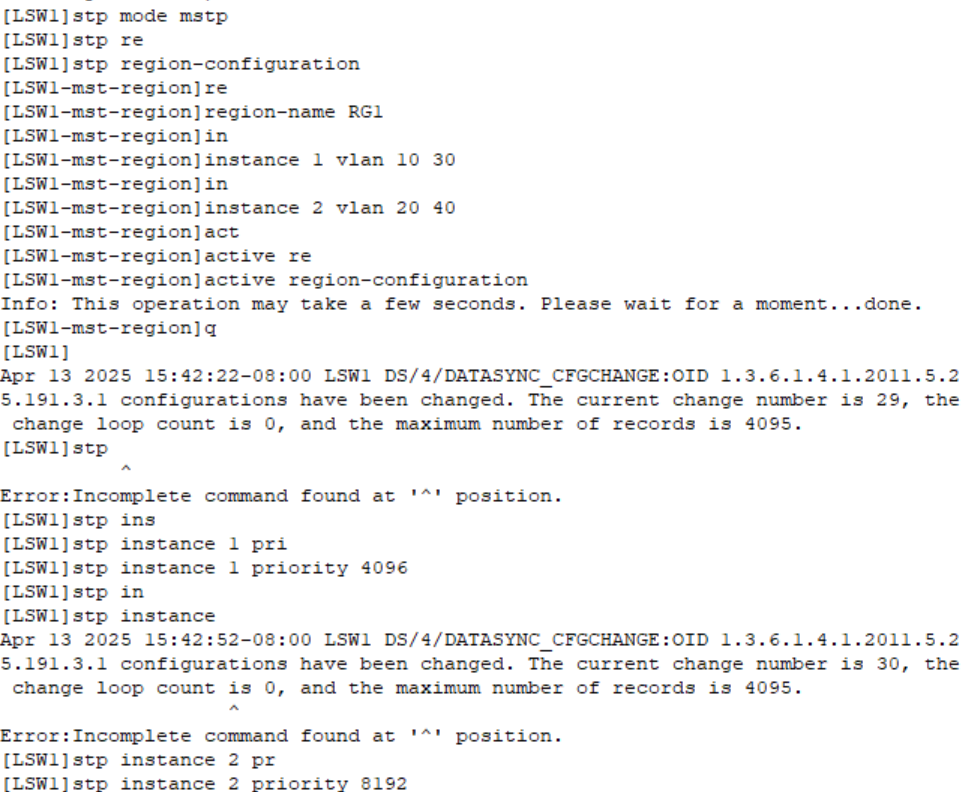 [LSW1]stp mode mstp
[LSW1]stp re
[LSW1]stp region-configuration
[LSW1-mst-region]re
[LSW1-mst-region]region-name RG1
[LSW1-mst-region]in
[LSW1-mst-region]instance 1 vlan 10 30
[LSW1-mst-region]in
[LSW1-mst-region]instance 2 vlan 20 40
[LSW1-mst-region]act
[LSW1-mst-region]active re
[LSW1-mst-region]active region-configuration
Info: This operation may take a few seconds. Please wait for a moment...done.
[LSW1-mst-region]q
[LSW1]
Apr 13 2025 15:42:22-08:00 LSW1 DS/4/DATASYNC_CFGCHANGE:OID 1.3.6.1.4.1.2011.5.2
5.191.3.1 configurations have been changed. The current change number is 29, the
 change loop count is 0, and the maximum number of records is 4095.
[LSW1]stp
          ^
Error:Incomplete command found at '^' position.
[LSW1]stp ins
[LSW1]stp instance 1 pri
[LSW1]stp instance 1 priority 4096
[LSW1]stp in
[LSW1]stp instance
Apr 13 2025 15:42:52-08:00 LSW1 DS/4/DATASYNC_CFGCHANGE:OID 1.3.6.1.4.1.2011.5.2
5.191.3.1 configurations have been changed. The current change number is 30, the
 change loop count is 0, and the maximum number of records is 4095.
                   ^
Error:Incomplete command found at '^' position.
[LSW1]stp instance 2 pr
[LSW1]stp instance 2 priority 8192